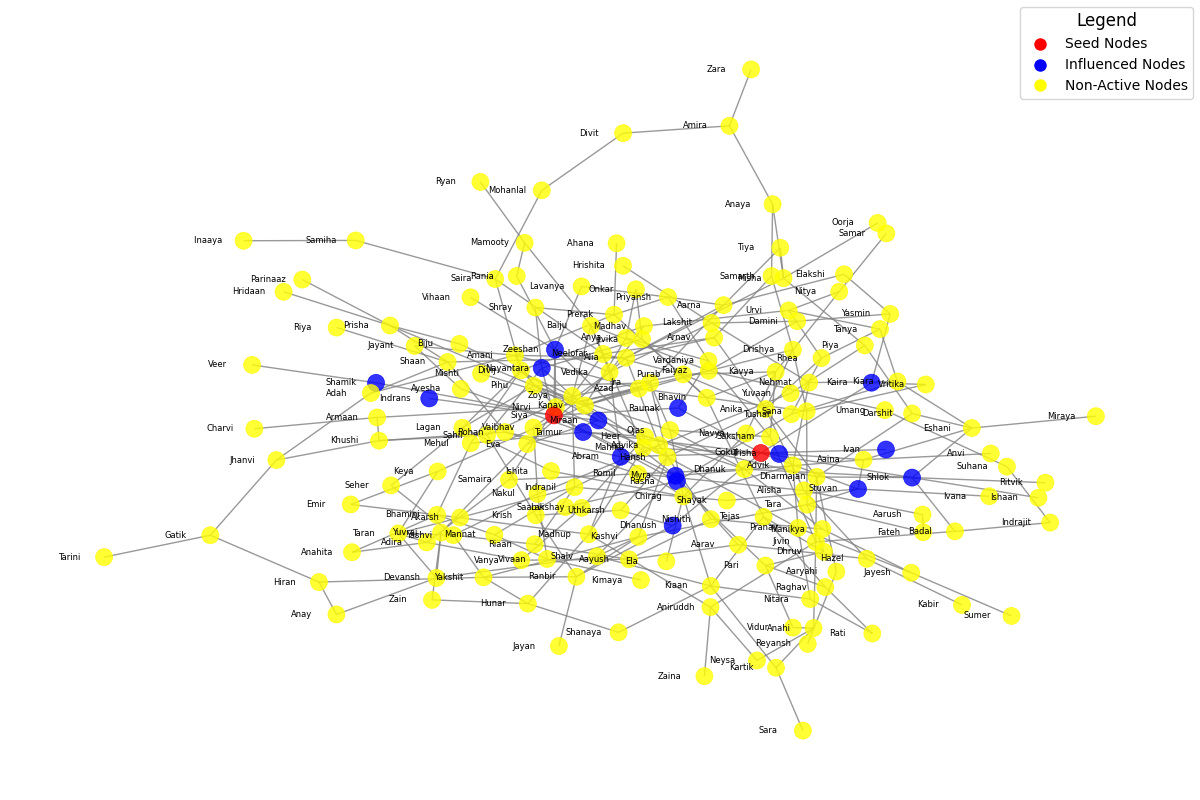 Legend
Seed Nodes
Influenced Nodes
Non-Active Nodes
Zara
Amira
Divit
Ryan
Mohanlal
Anaya
Oorja
Samar
Inaaya
Samiha
Mamooty
Ahana
Tiya
Hrishita
Parinaaz
Hridaan
Saira
Rania
Lavanya
Onkar
Samarth
Misha
Elakshi
Nitya
Vihaan
Shray
Priyansh
Aarna
Prerak
Urvi
Yasmin
Riya
Prisha
Balju
Madhav
Lakshit
Damini
Tanya
Jayant
Biju
Anya
Ivika
Arnav
Shaan
Amani
Zeeshan
Neelofar
Alia
Drishya
Piya
Veer
Mishti
Divij
Nayantara
Vedika
Vardaniya
Rhea
Faiyaz
Kavya
Shamik
Adah
Indrans
Ayesha
Pihu
Ira
Purab
Azad
Nehmat
Kaira
Kiara
Vritika
Zoya
Bhavin
Yuvaan
Charvi
Armaan
Nirvi
Kanav
Siya
Miraan
Raunak
Anika
Tushar
Sana
Umang
Darshit
Miraya
Eshani
Khushi
Lagan
Mehul
Sahil
Rohan
Vaibhav
Eva
Taimur
Heer
Ojas
Navya
Saksham
Jhanvi
Abram
Advika
Hansh
Gokul
Trisha
Ivan
Aaina
Anvi
Suhana
Keya
Samaira
Ishita
Romil
Myra
Rasha
Dhanuk
Advik
Dharmajan
Stuvan
Shlok
Ritvik
Seher
Nakul
Indranil
Chirag
Shayak
Alisha
Ivana
Ishaan
Emir
Bhamini
Akarsh
Krish
Lakshay
Uthkarsh
Nishith
Tejas
Tara
Aarush
Indrajit
Taran
Yuvraj
Mannat
Riaan
Madhup
Kashvi
Dhanush
Pranav
Manikya
Fateh
Badal
Tarini
Gatik
Anahita
Adira
Vanya
Vivaan
Shalv
Aayush
Ela
Aarav
Jivin
Dhruv
Hazel
Hiran
Devansh
Yakshit
Ranbir
Kimaya
Kiaan
Pari
Aaryahi
Jayesh
Anay
Zain
Hunar
Aniruddh
Raghav
Nitara
Kabir
Sumer
Jayan
Shanaya
Vidur
Anahi
Reyansh
Rati
Zaina
Neysa
Kartik
Sara